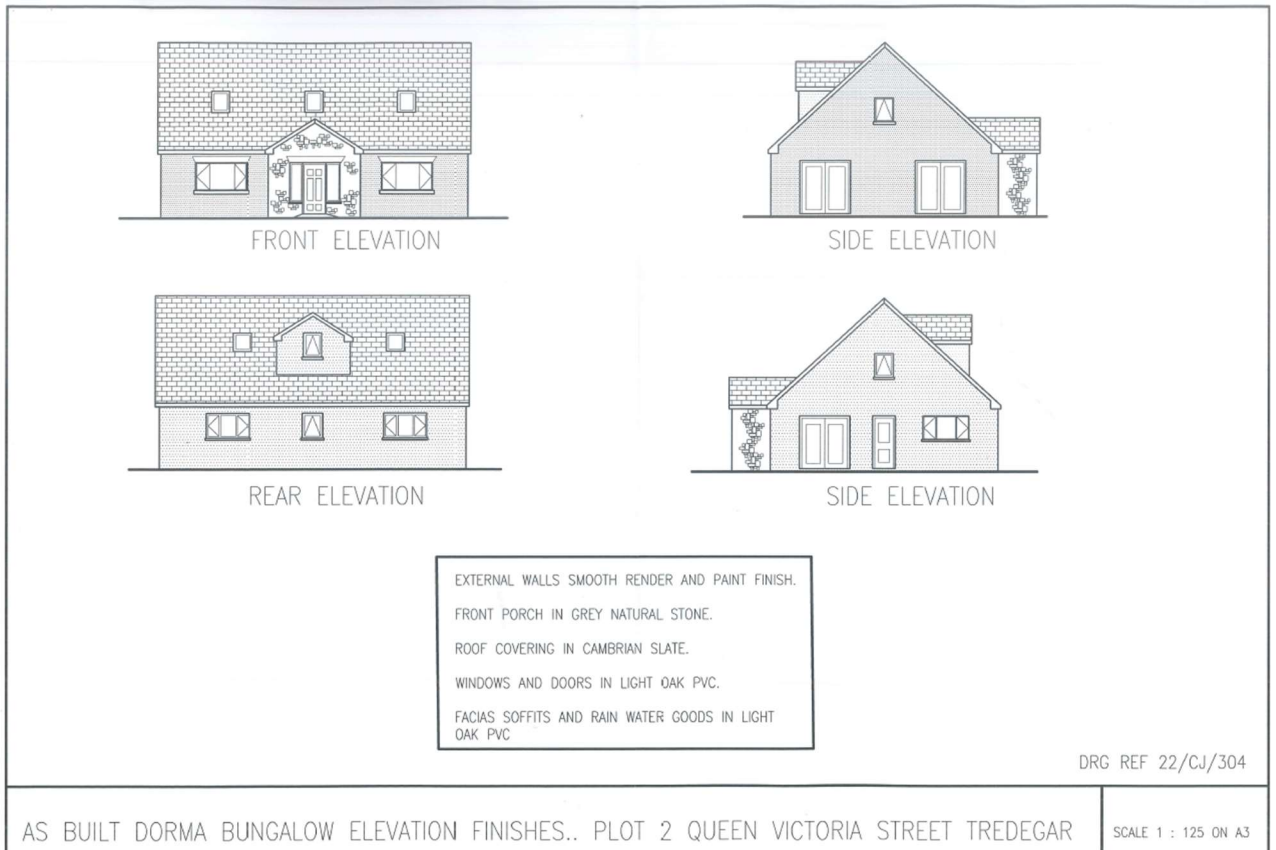 FRONT ELEVATION
SIDE ELEVATION
REAR ELEVATION
SIDE ELEVATION
EXTERNAL WALLS SMOOTH RENDER AND PAINT FINISH.
FRONT PORCH IN GREY NATURAL STONE.
ROOF COVERING IN CAMBRIAN SLATE.
WINDOWS AND DOORS IN LIGHT OAK PVC.
FACIAS SOFFITS AND RAIN WATER GOODS IN LIGHT
OAK PVC
DRG REF 22/CJ/304
AS BUILT DORMA BUNGALOW ELEVATION FINISHES.. PLOT 2 QUEEN VICTORIA STREET TREDEGAR
SCALE 1 : 125 ON A3